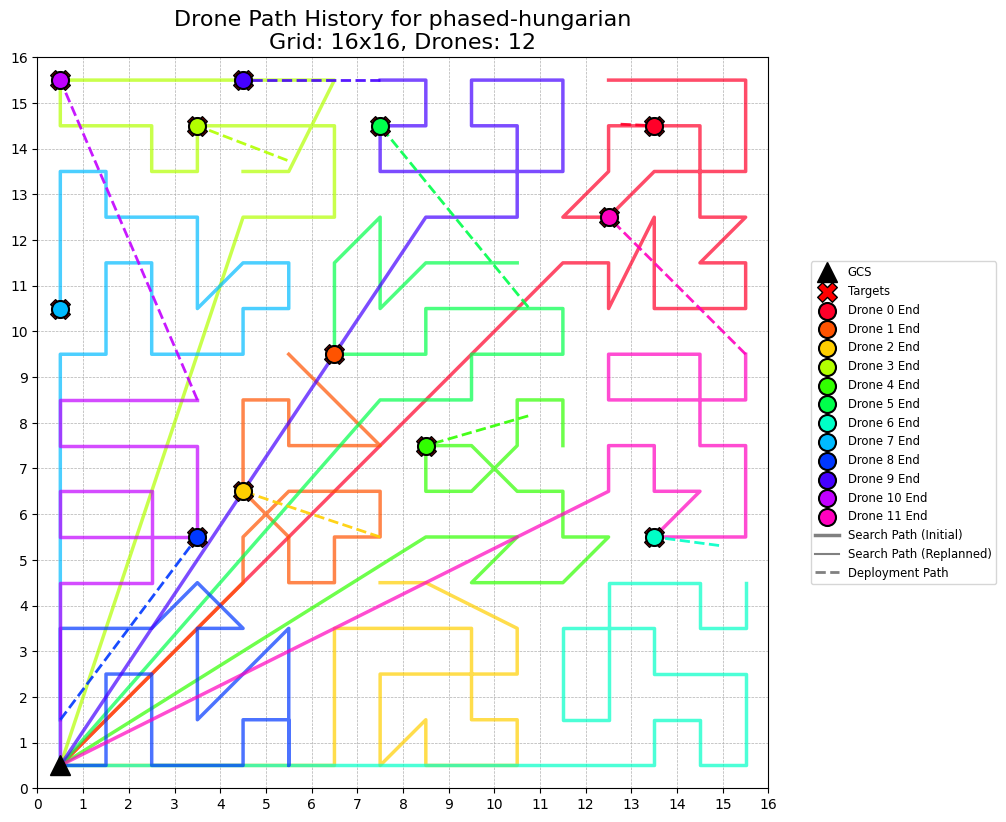 Drone Path History for phased-hungarian
Grid: 16x16, Drones: 12
16
15
14
13
12
11
10
9
8
7
6
5
4
3
2
1
0
0 1 2 3 4 5 6 7 8 9 10 11 12 13 14 15 16
GCS
Targets
Drone 0 End
Drone 1 End
Drone 2 End
Drone 3 End
Drone 4 End
Drone 5 End
Drone 6 End
Drone 7 End
Drone 8 End
Drone 9 End
Drone 10 End
Drone 11 End
Search Path (Initial)
Search Path (Replanned)
Deployment Path